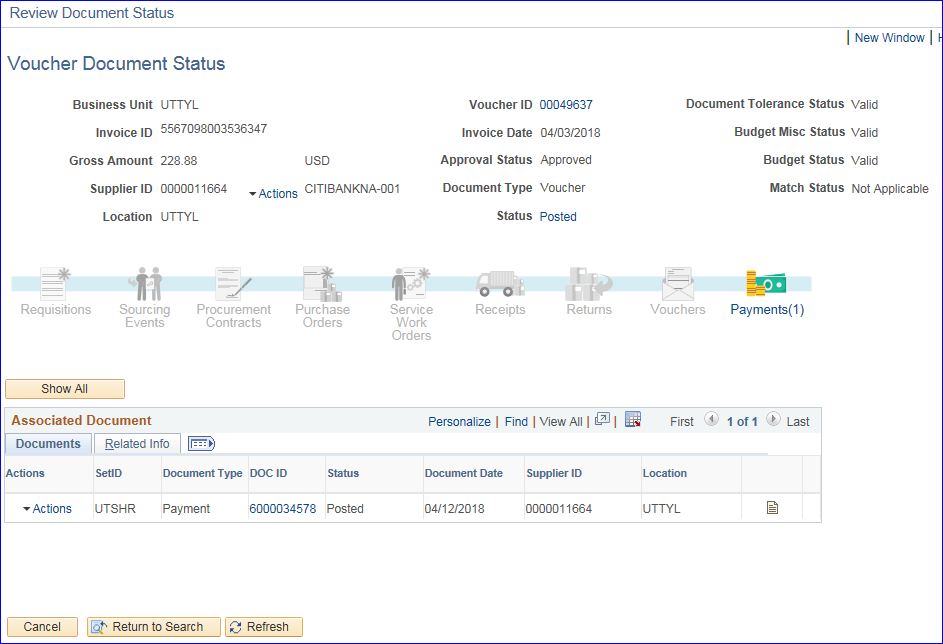 Review Document Status
New Window
Voucher Document Status
Business Unit UTTYL Voucher ID 00049637 Document Tolerance Status Valid
Invoice ID 5567098003536347 Invoice Date 04/03/2018 Budget Misc Status Valid
Gross Amount 228.88 USD Approval Status Approved Budget Status Valid
Supplier ID 0000011664 Actions CITIBANKNA-001 Document Type Voucher Match Status Not Applicable
Location UTTYL Status Posted
Requisitions Sourcing Procurement Purchase Service Receipts Returns Vouchers Payments(1)
Events Contracts Orders Work
Orders
Show All
Associated Document Personalize | Find | View All | | First 1 of 1 Last
Documents Related Info
Actions SetID Document Type DOC ID Status Document Date Supplier ID Location
Actions UTSHR Payment 6000034578 Posted 04/12/2018 0000011664 UTTYL
Cancel Return to Search Refresh